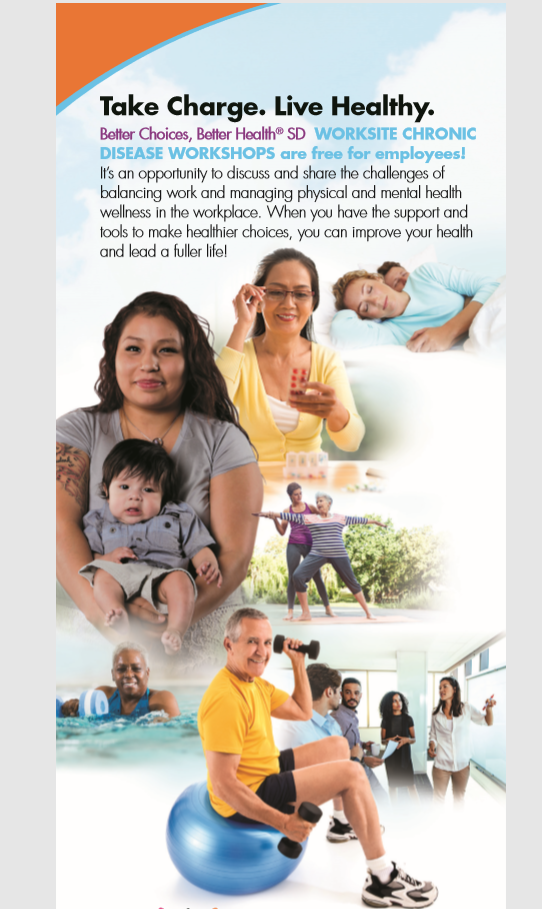 Take Charge. Live Healthy.
Better Choices, Better Health® SD WORKSITE CHRONIC
DISEASE WORKSHOPS are free for employees!
It's an opportunity to discuss and share the challenges of
balancing work and managing physical and mental health
wellness in the workplace. When you have the support and
tools to make healthier choices, you can improve your health
and lead a fuller life!